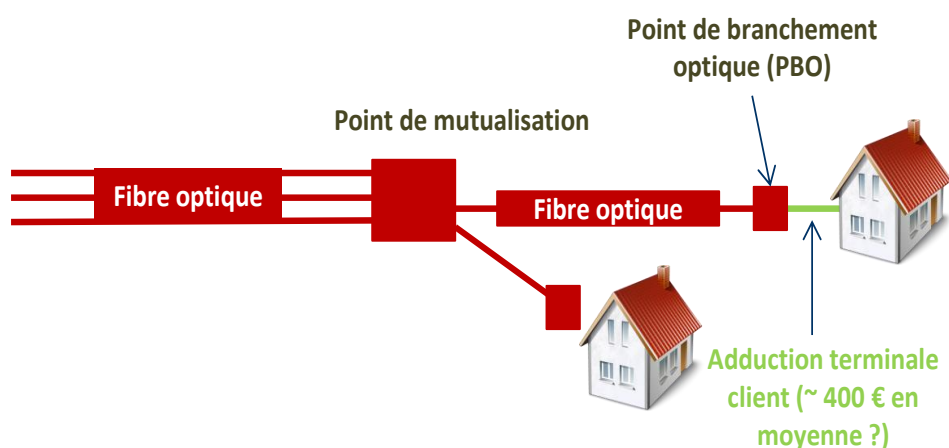 Point de branchement
optique (PBO)
Point de mutualisation
Fibre optique
Fibre optique
Adduction terminale
client (~ 400 € en
moyenne ?)